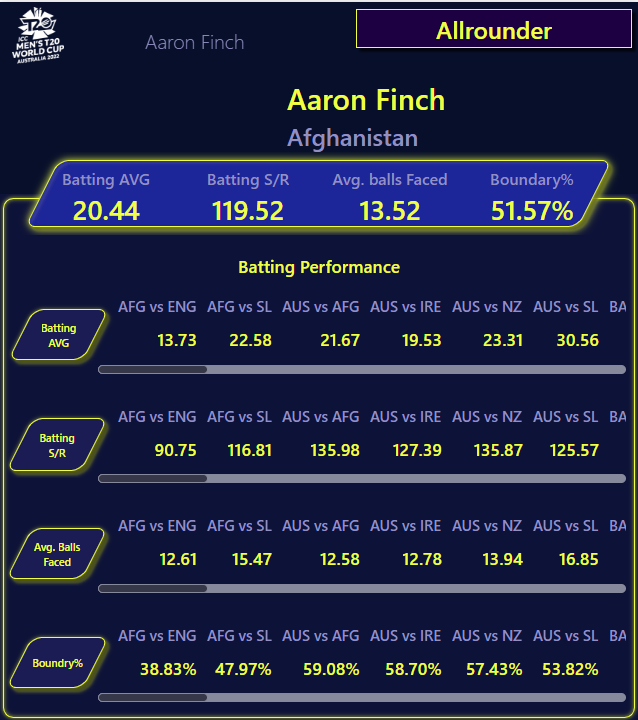 T20
ICC
MEN'S T20
WORLD CUP
AUSTRALIA 2022
Aaron Finch
Allrounder
Aaron Finch
Afghanistan
Batting AVG Batting S/R Avg. balls Faced Boundary%
20.44 119.52 13.52 51.57%
Batting Performance
AFG vs ENG AFG vs SL AUS vs AFG AUS vs IRE AUS vs NZ AUS vs SL BA
Batting
AVG
13.73 22.58 21.67 19.53 23.31 30.56
AFG vs ENG AFG vs SL AUS vs AFG AUS vs IRE AUS vs NZ AUS vs SL BA
Batting
S/R
90.75 116.81 135.98 127.39 135.87 125.57
AFG vs ENG AFG vs SL AUS vs AFG AUS vs IRE AUS vs NZ AUS vs SL BA
Avg. Balls
Faced
12.61 15.47 12.58 12.78 13.94 16.85
AFG vs ENG AFG vs SL AUS vs AFG AUS vs IRE AUS vs NZ AUS vs SL BA
Boundry%
38.83% 47.97% 59.08% 58.70% 57.43% 53.82%